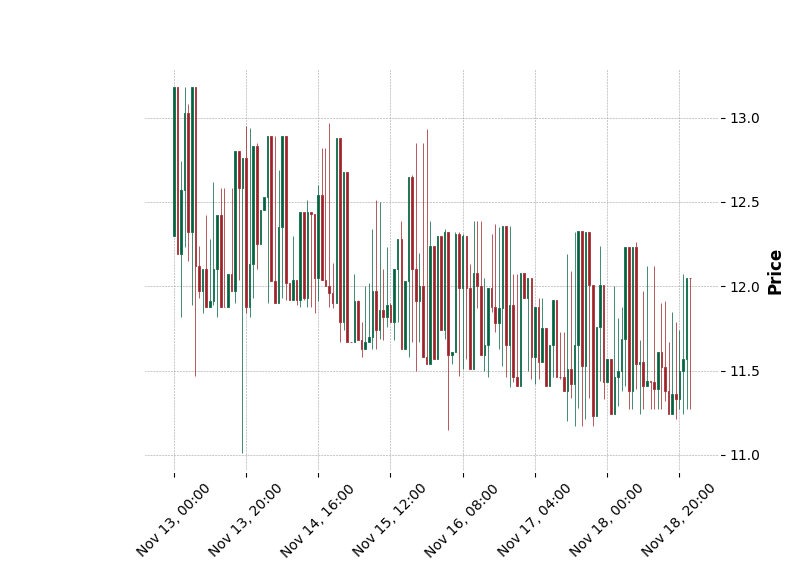 13.0
12.5
12.0
11.5
11.0
Price
Nov 13, 00:00
Nov 13, 20:00
Nov 14, 16:00
Nov 15, 12:00
Nov 16, 08:00
Nov 17, 04:00
Nov 18, 00:00
Nov 18, 20:00